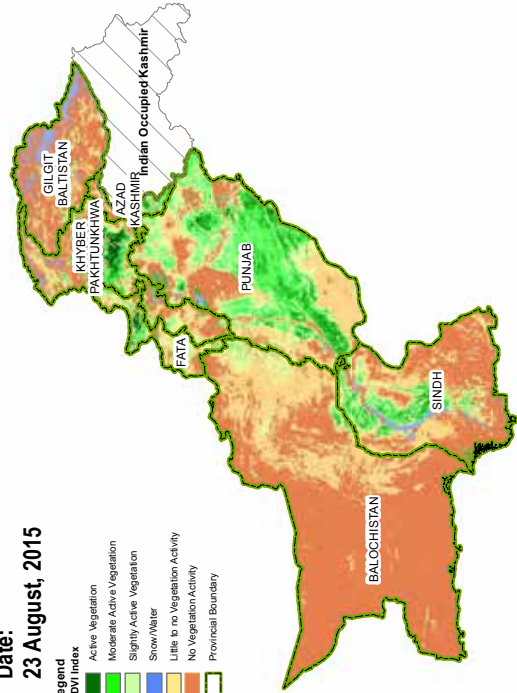 Date:
23 August, 2015
egend
DVI Index
Active Vegetation
Moderate Active Vegetation
Slightly Active Vegetation
Snow/Water
Little to no Vegetation Activity
No Vegetation Activity
Provincial Boundary
GILGIT
BALTISTAN
KHYBER
PAKHTUNKHWA
AZAD
KASHMIR
Indian Occupied Kashmir
FATA
PUNJAB
BALOCHISTAN
SINDH